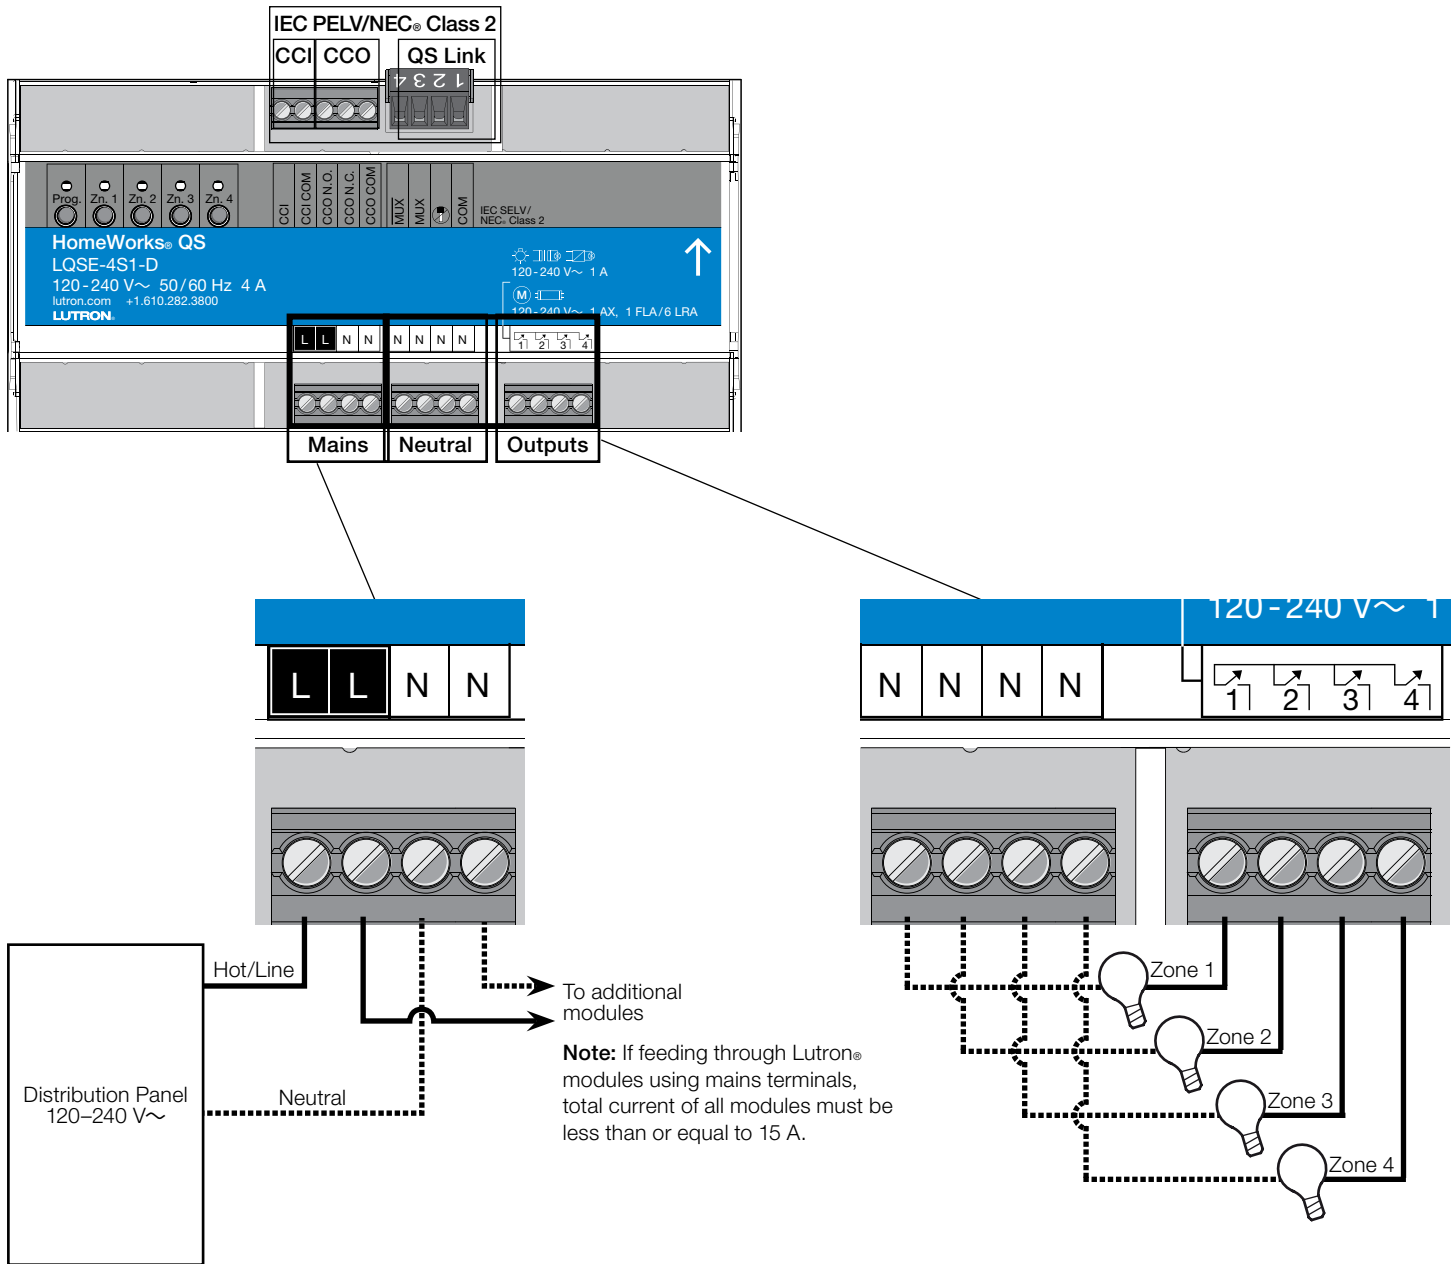 IEC PELV/NEC® Class 2
CCI CCO QS Link
4 3 2 1
Prog. Zn. 1 Zn. 2 Zn. 3 Zn. 4
CCI
CCI COM
CCO N.O.
CCO N.C.
CCO COM
MUX
MUX
COM
IEC SELV/
NEC® Class 2
HomeWorks® QS
LQSE-4S1-D
120-240 V~ 50/60 Hz 4 A
lutron.com +1.610.282.3800
LUTRON®
120-240 V~ 1 A
M
120-240 V~ 1 AX, 1 FLA/6 LRA
L L N N N N N N 1 2 3 4
Mains Neutral Outputs
L L N N
120-240 V~ 1
N N N N 1 2 3 4
Hot/Line
To additional
modules
Note: If feeding through Lutron®
modules using mains terminals,
total current of all modules must be
less than or equal to 15 A.
Neutral
Distribution Panel
120–240 V~
Zone 1
Zone 2
Zone 3
Zone 4